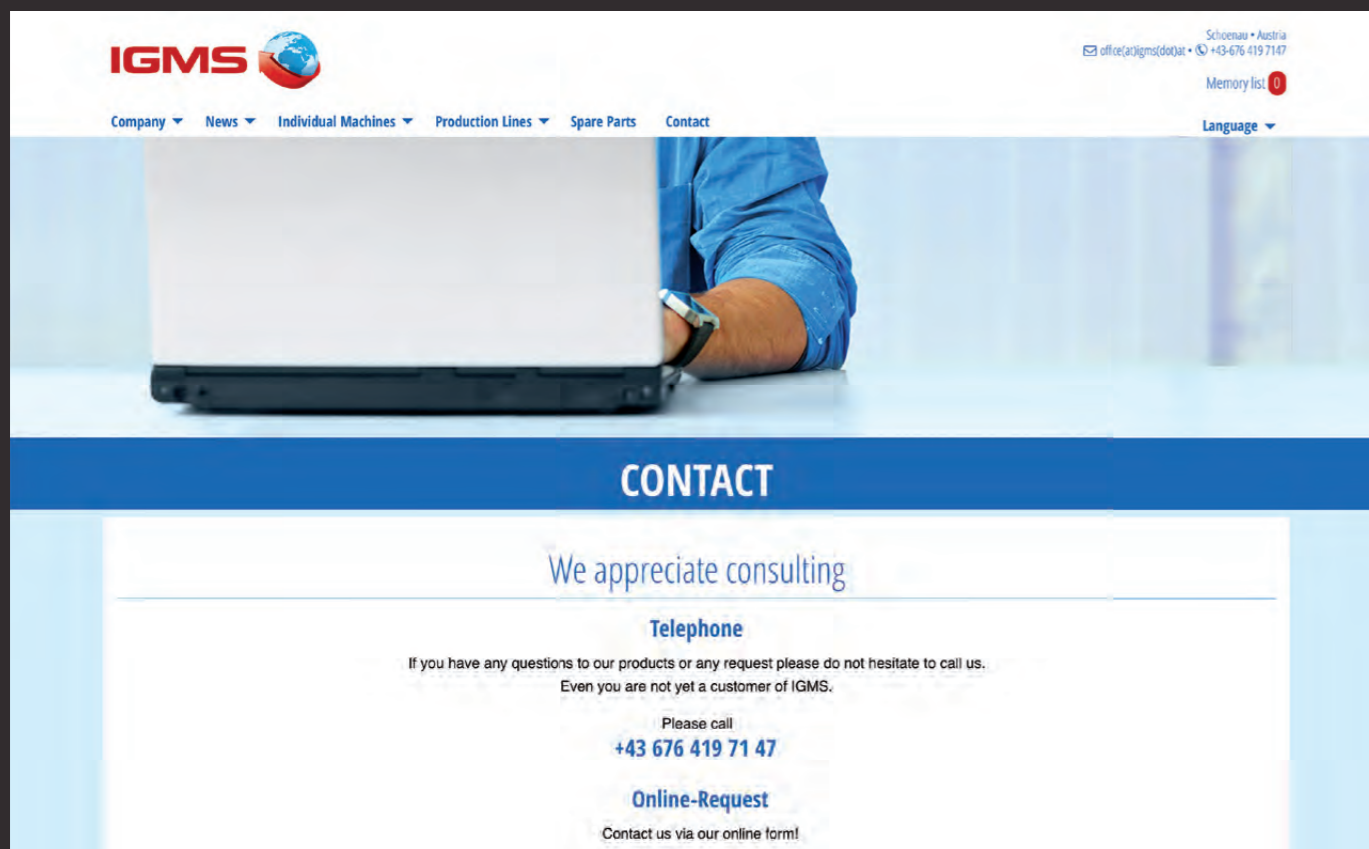 IGMS
Schoenau • Austria
office(at)igms(dot)at • +43-676 419 7147
Memory list 0
Company News Individual Machines Production Lines Spare Parts Contact
Language
CONTACT
We appreciate consulting
Telephone
If you have any questions to our products or any request please do not hesitate to call us.
Even you are not yet a customer of IGMS.
Please call
+43 676 419 71 47
Online-Request
Contact us via our online form!